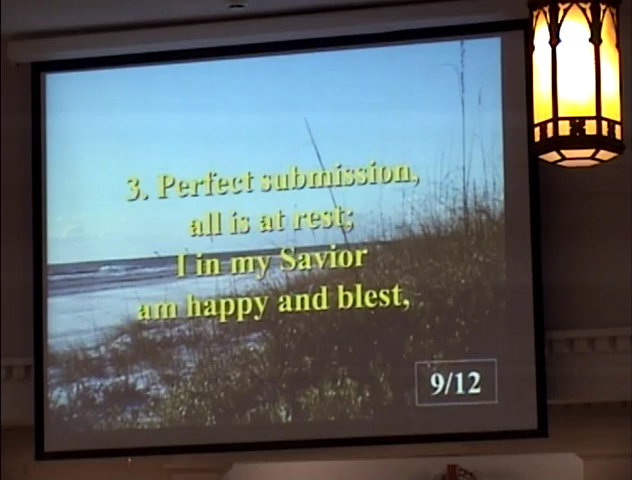 3. Perfect submission,
all is at rest;
I in my Savior
am happy and blest,
9/12